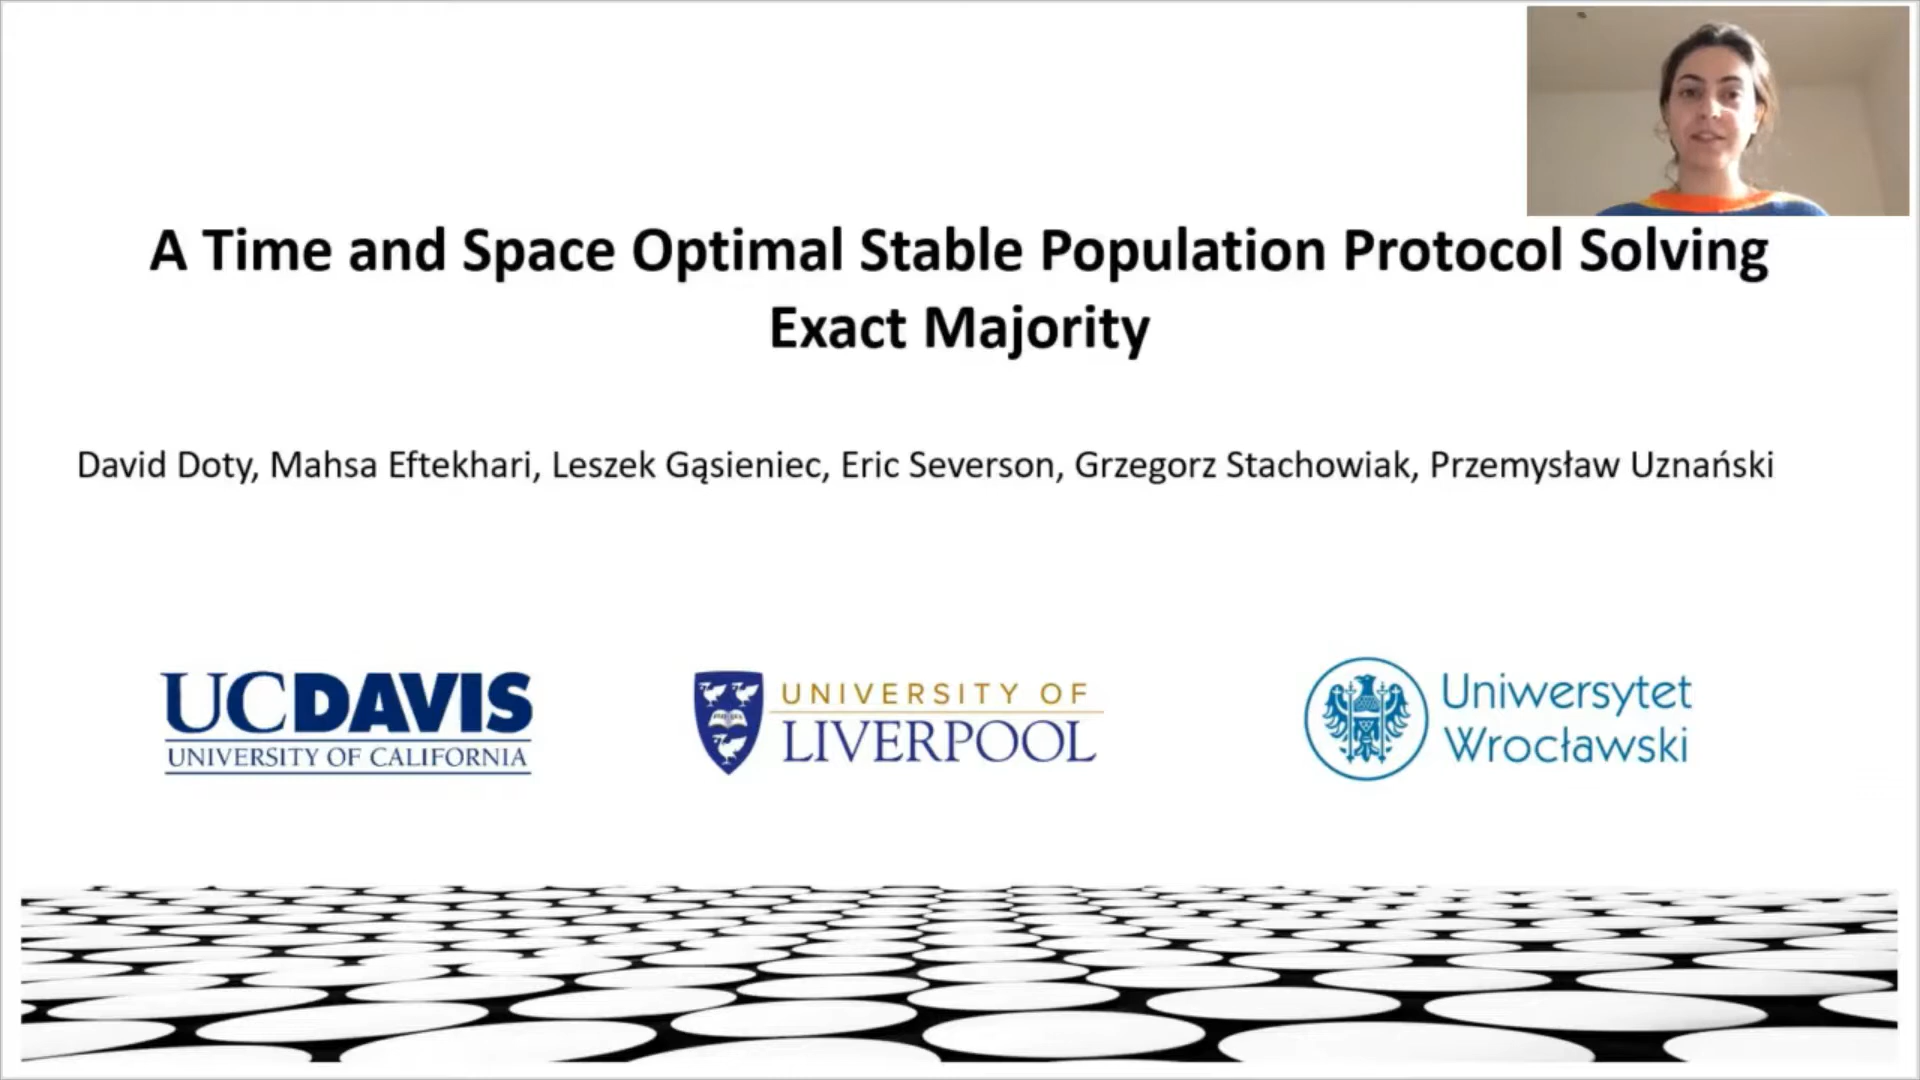 A Time and Space Optimal Stable Population Protocol Solving
Exact Majority
David Doty, Mahsa Eftekhari, Leszek Gąsieniec, Eric Severson, Grzegorz Stachowiak, Przemysław Uznański
UCDAVIS
UNIVERSITY OF CALIFORNIA
UNIVERSITY OF
LIVERPOOL
Uniwersytet
Wrocławski